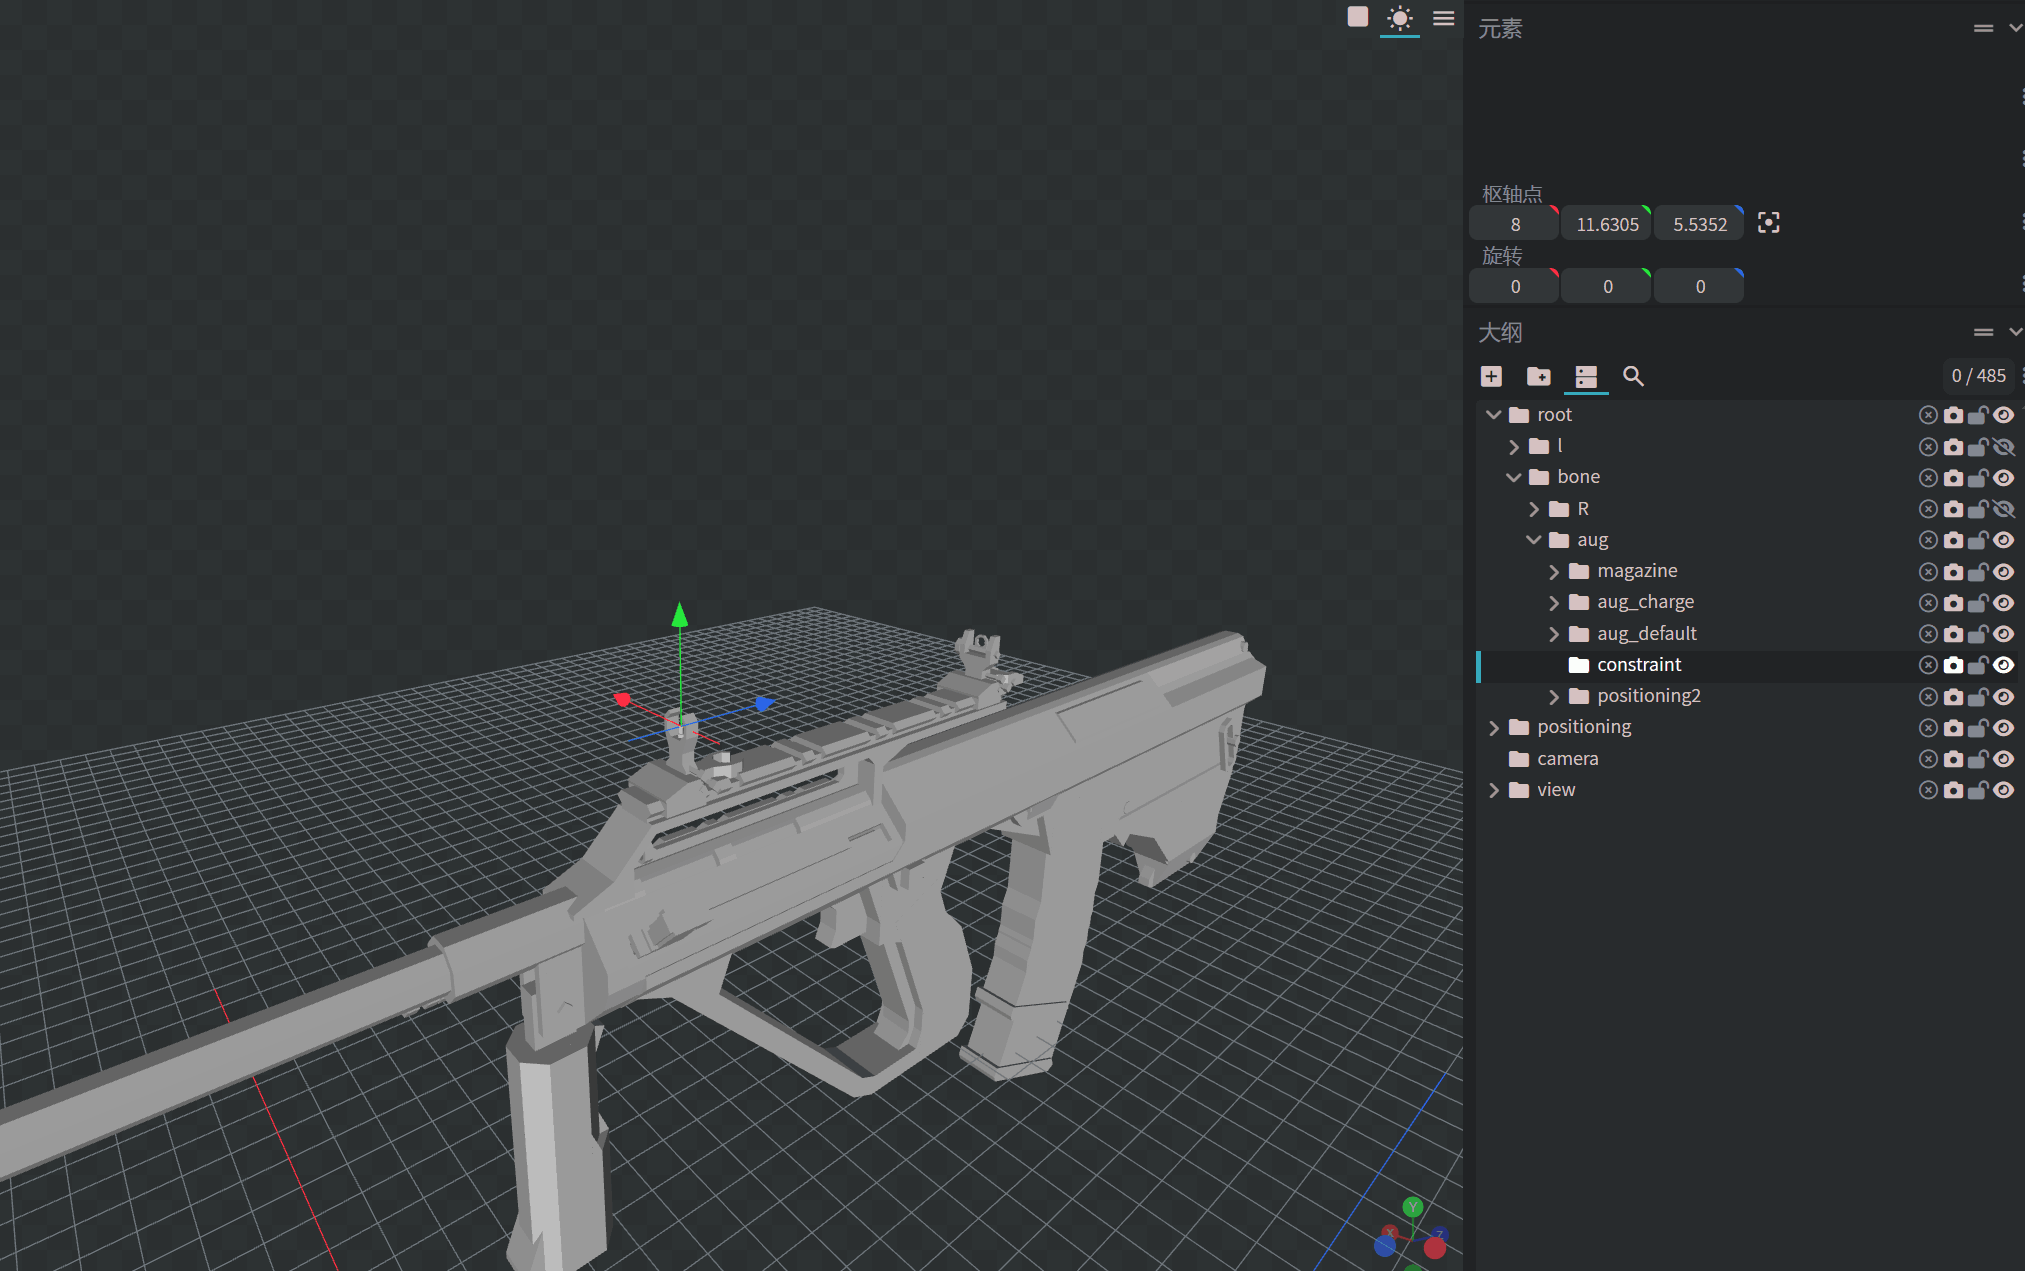 元素
枢轴点
8 11.6305 5.5352
旋转
0 0 0
大纲
0 / 485
root
l
bone
R
aug
magazine
aug_charge
aug_default
constraint
positioning2
positioning
camera
view
Y
X
Z